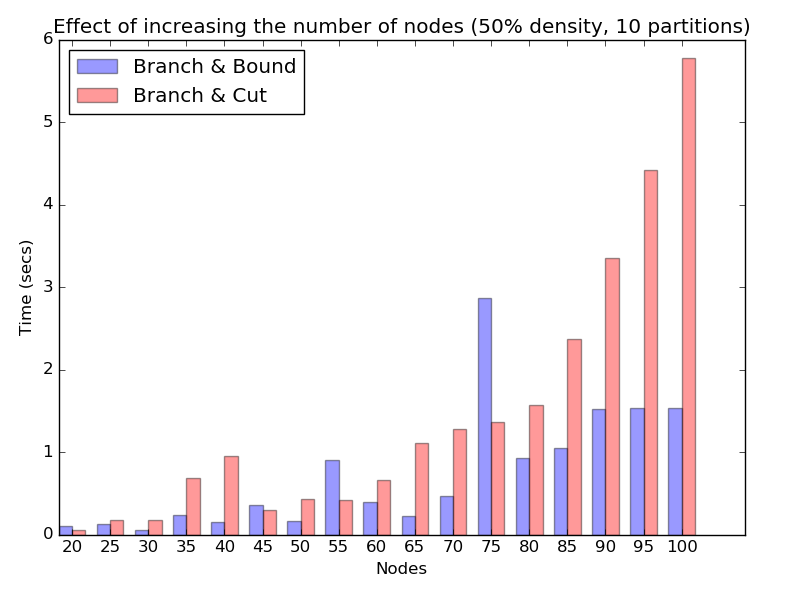 Effect of increasing the number of nodes (50% density, 10 partitions)
Branch & Bound
Branch & Cut
6
5
4
3
2
1
0
Time (secs)
20 25 30 35 40 45 50 55 60 65 70 75 80 85 90 95 100
Nodes